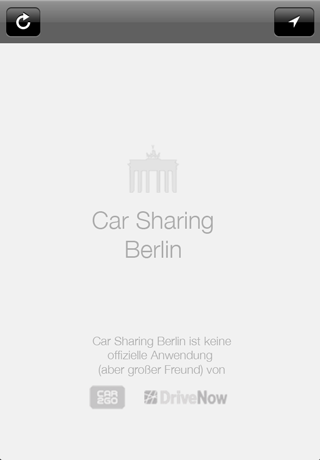 Car Sharing
Berlin
Car Sharing Berlin ist keine
offizielle Anwendung
(aber großer Freund) von
CAR2GO DriveNow